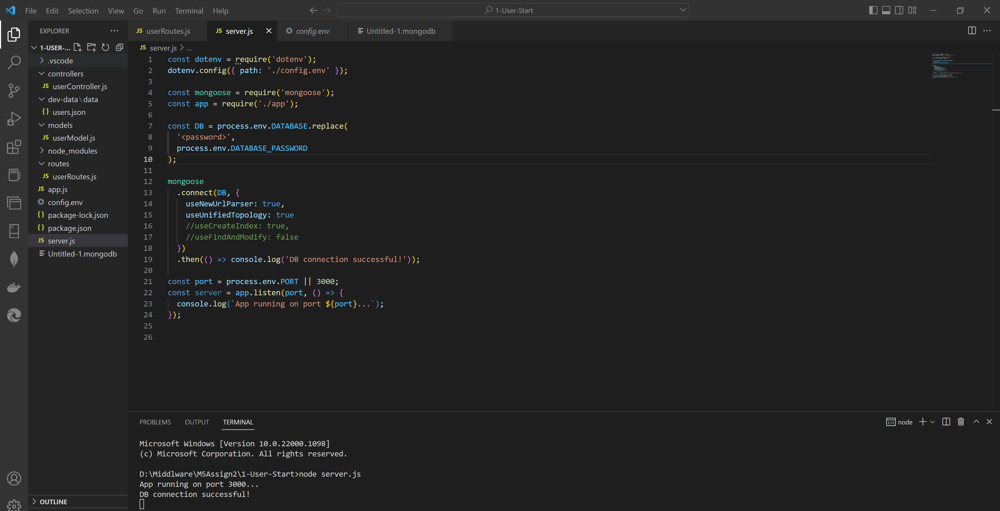 File Edit Selection View Go Run Terminal Help
1-User-Start
EXPLORER
1-USER-...
.vscode
controllers
JS userController.js
dev-data\data
{} users.json
models
JS userModel.js
node_modules
routes
JS userRoutes.js
JS app.js
config.env
{} package-lock.json
{} package.json
JS server.js
Untitled-1.mongodb
OUTLINE
JS userRoutes.js
JS server.js
config.env
Untitled-1.mongodb
JS server.js > ...
1 const dotenv = require('dotenv');
2 dotenv.config({ path: './config.env' });
3
4 const mongoose = require('mongoose');
5 const app = require('./app');
6
7 const DB = process.env.DATABASE.replace(
8 '<password>',
9 process.env.DATABASE_PASSWORD
10 );
11
12 mongoose
13 .connect(DB, {
14 useNewUrlParser: true,
15 useUnifiedTopology: true
16 //useCreateIndex: true,
17 //useFindAndModify: false
18 })
19 .then(() => console.log('DB connection successful!'));
20
21 const port = process.env.PORT || 3000;
22 const server = app.listen(port, () => {
23 console.log(`App running on port ${port}...`);
24 });
25
26
PROBLEMS OUTPUT TERMINAL
node
Microsoft Windows [Version 10.0.22000.1098]
(c) Microsoft Corporation. All rights reserved.
D:\Middlware\M5Assign2\1-User-Start>node server.js
App running on port 3000...
DB connection successful!